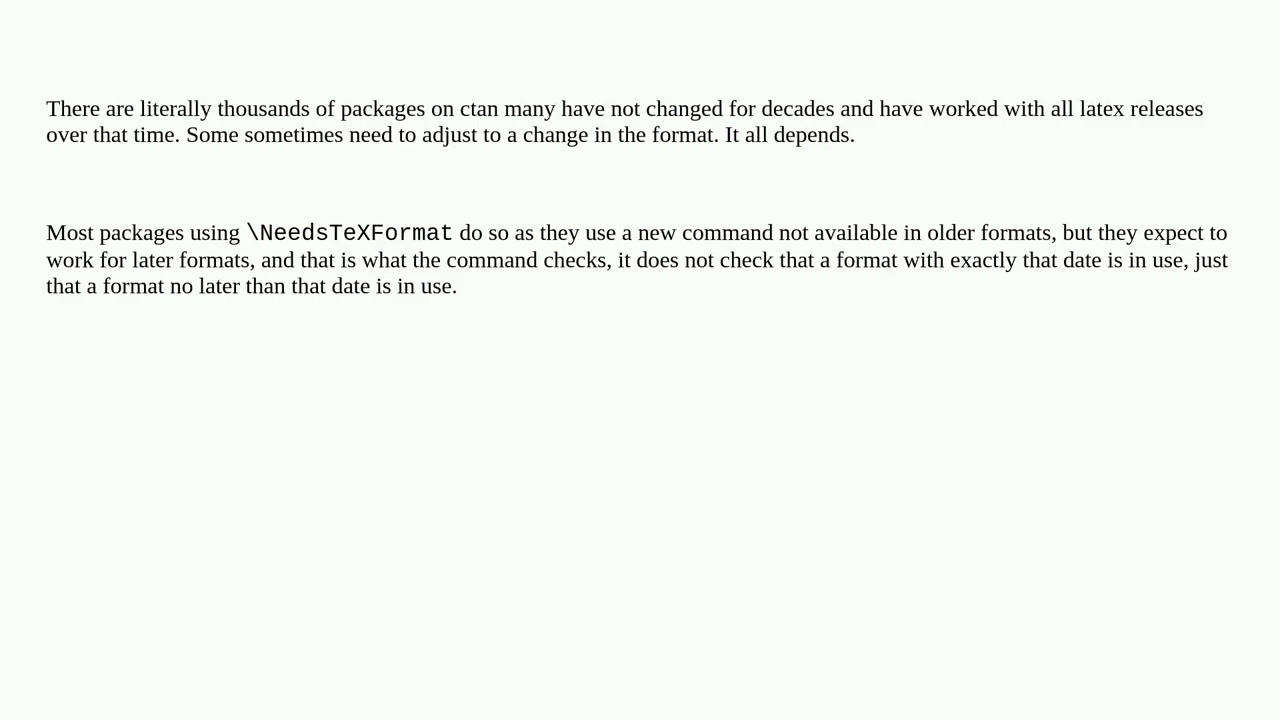 There are literally thousands of packages on ctan many have not changed for decades and have worked with all latex releases
over that time. Some sometimes need to adjust to a change in the format. It all depends.
Most packages using \NeedsTeXFormat do so as they use a new command not available in older formats, but they expect to
work for later formats, and that is what the command checks, it does not check that a format with exactly that date is in use, just
that a format no later than that date is in use.